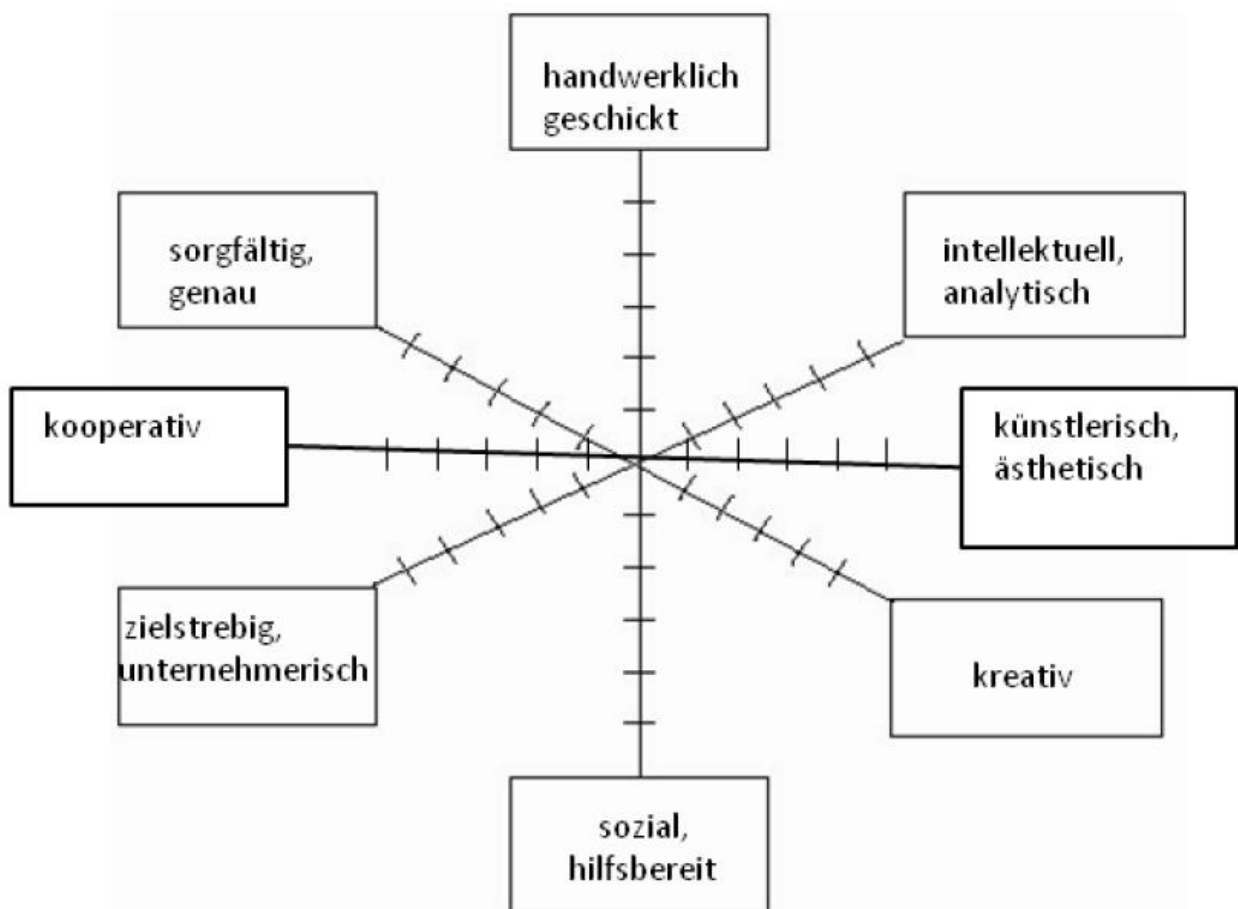 handwerklich
geschickt
sorgfältig,
genau
intellektuell,
analytisch
kooperativ
künstlerisch,
ästhetisch
zielstrebig,
unternehmerisch
kreativ
sozial,
hilfsbereit